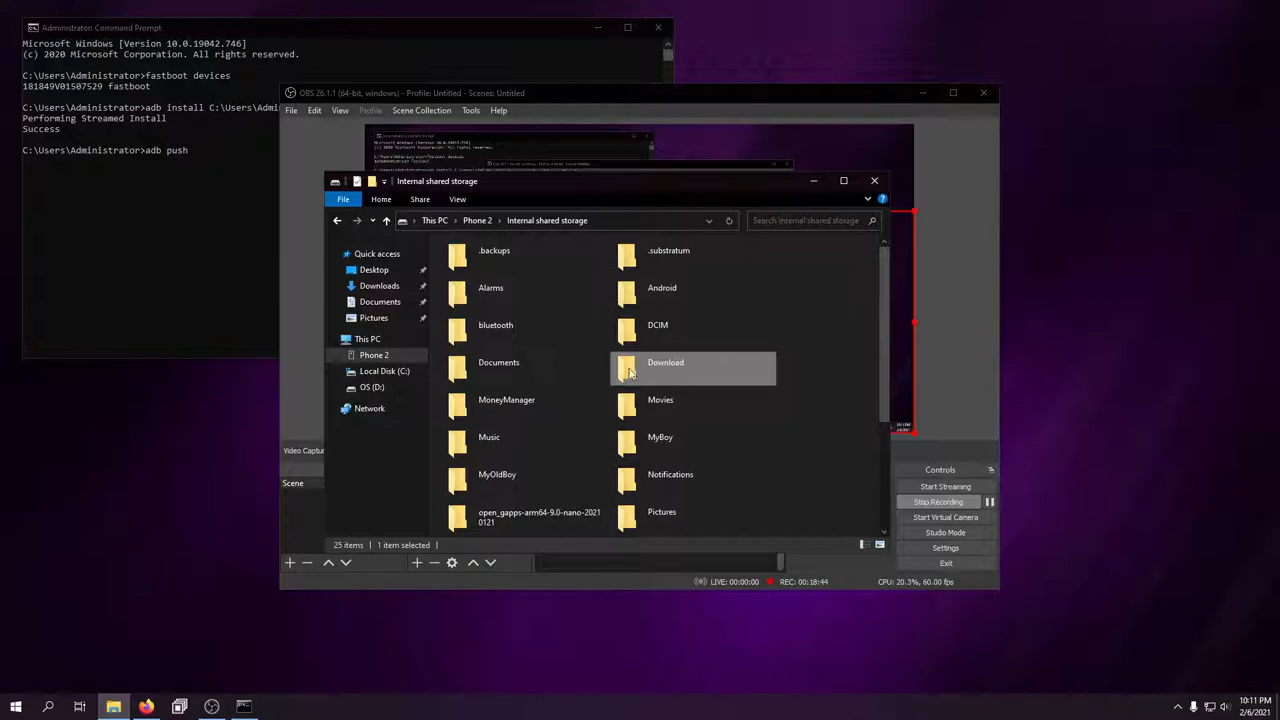 Administrator: Command Prompt
Microsoft Windows [Version 10.0.19042.746]
(c) 2020 Microsoft Corporation. All rights reserved.
C:\Users\Administrator>fastboot devices
181849V01507529 fastboot
C:\Users\Administrator>adb install C:\Users\Admi
Performing Streamed Install
Success
C:\Users\Administrator>adb push
OBS 26.1.1 (64-bit, windows) - Profile: Untitled - Scenes: Untitled
File Edit View Profile Scene Collection Tools Help
Internal shared storage
File Home Share View
This PC > Phone 2 > Internal shared storage
Search Internal shared storage
Quick access
Desktop
Downloads
Documents
Pictures
This PC
Phone 2
Local Disk (C:)
OS (D:)
Network
.backups
.substratum
Alarms
Android
bluetooth
DCIM
Documents
Download
MoneyManager
Movies
Music
MyBoy
MyOldBoy
Notifications
open_gapps-arm64-9.0-nano-2021
0121
Pictures
25 items 1 item selected
Video Captur
Scene
Controls
Start Streaming
Stop Recording
Start Virtual Camera
Studio Mode
Settings
Exit
LIVE: 00:00:00 REC: 00:18:44 CPU: 20.3%, 60.00 fps
10:11 PM
2/6/2021